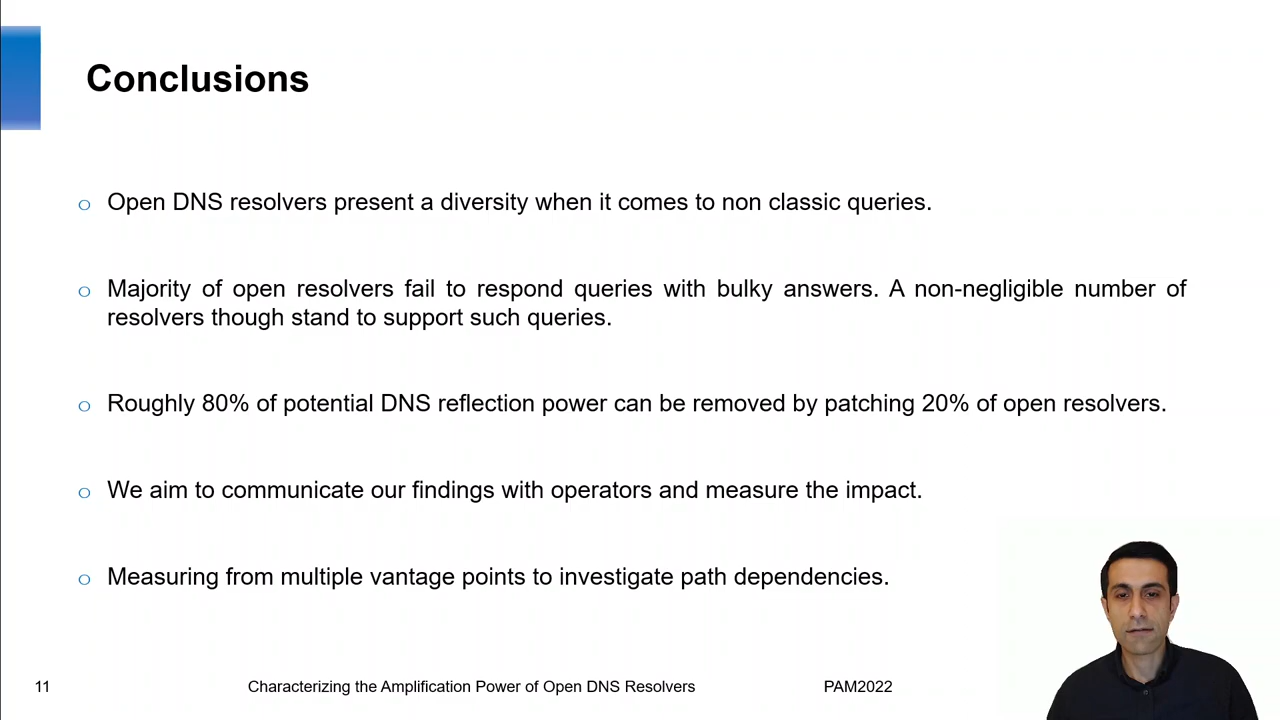 Conclusions
Open DNS resolvers present a diversity when it comes to non classic queries.
Majority of open resolvers fail to respond queries with bulky answers. A non-negligible number of
resolvers though stand to support such queries.
Roughly 80% of potential DNS reflection power can be removed by patching 20% of open resolvers.
We aim to communicate our findings with operators and measure the impact.
Measuring from multiple vantage points to investigate path dependencies.
11 Characterizing the Amplification Power of Open DNS Resolvers PAM2022